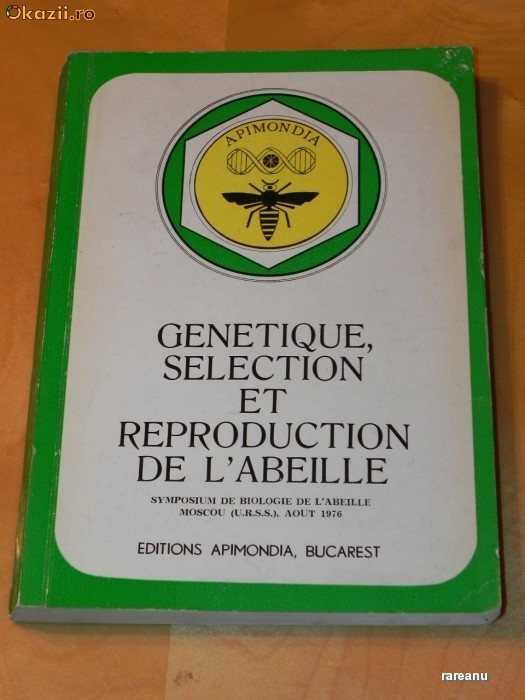 Okazii.ro
APIMONDIA
GENETIQUE,
SELECTION
ET
REPRODUCTION
DE L'ABEILLE
SYMPOSIUM DE BIOLOGIE DE L'ABEILLE
MOSCOU (U.R.S.S.), AOUT 1976
EDITIONS APIMONDIA, BUCAREST
rareanu